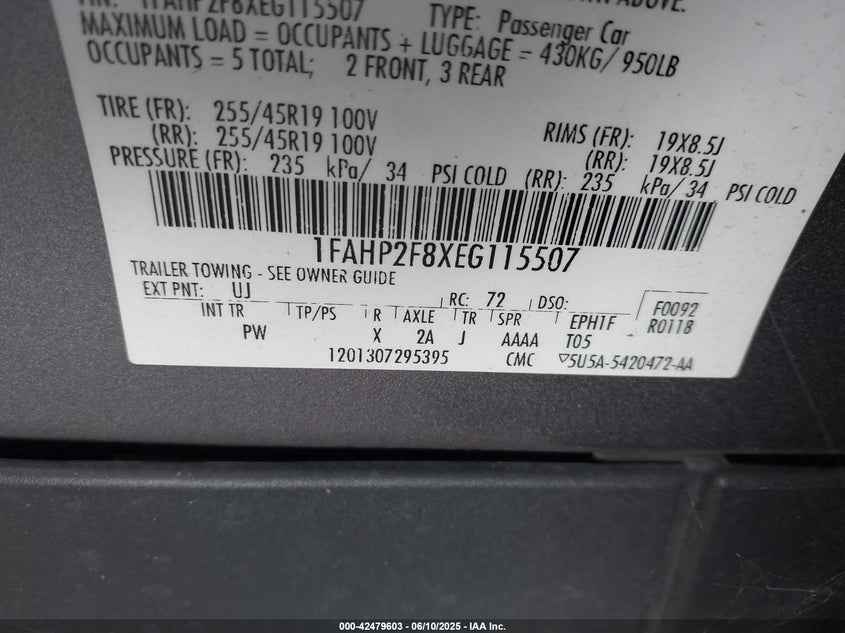 1FAHP2F8XEG115507 TYPE: Passenger Car
MAXIMUM LOAD = OCCUPANTS + LUGGAGE = 430KG/ 950LB
OCCUPANTS = 5 TOTAL; 2 FRONT, 3 REAR
TIRE (FR): 255/45R19 100V RIMS (FR): 19X8.5J
(RR): 255/45R19 100V (RR): 19X8.5J
PRESSURE (FR): 235 kPa/ 34 PSI COLD (RR): 235 kPa/ 34 PSI COLD
1FAHP2F8XEG115507
TRAILER TOWING - SEE OWNER GUIDE
EXT PNT: UJ RC: 72 DSO: F0092
INT TR TP/PS R AXLE TR SPR EPH1F R0118
PW X 2A J AAAA T05
1201307295395 CMC ▽5U5A-5420472-AA
000-42479603 - 06/10/2025 - IAA Inc.